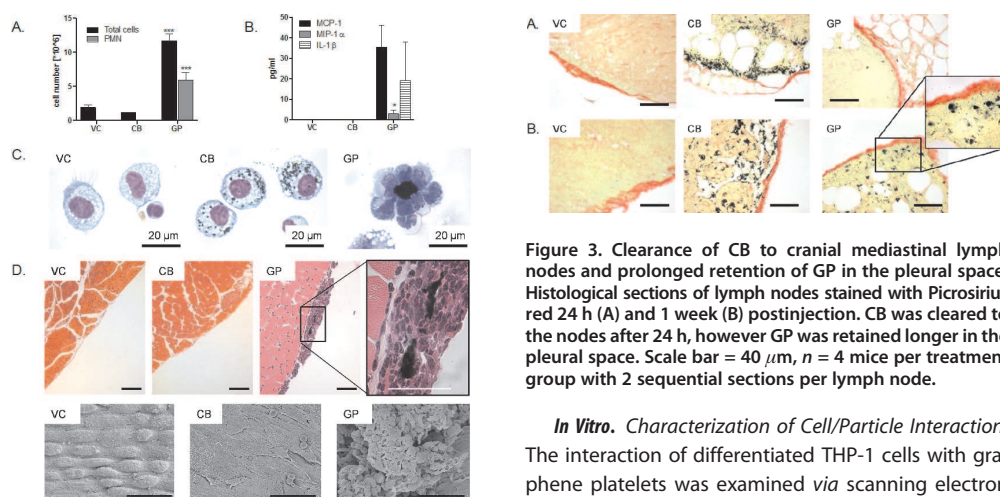 A.
Total cells
PMN
***
***
cell number [*10^6]
15
10
5
0
VC CB GP
B.
MCP-1
MIP-1α
IL-1β
*
pg/ml
60
40
20
0
VC CB GP
C.
VC CB GP
20 µm 20 µm 20 µm
D.
VC CB GP
VC CB GP
A.
VC CB GP
B.
VC CB GP
Figure 3. Clearance of CB to cranial mediastinal lymph
nodes and prolonged retention of GP in the pleural space
Histological sections of lymph nodes stained with Picrosiriu
red 24 h (A) and 1 week (B) postinjection. CB was cleared to
the nodes after 24 h, however GP was retained longer in the
pleural space. Scale bar = 40 μm, n = 4 mice per treatmen
group with 2 sequential sections per lymph node.
In Vitro. Characterization of Cell/Particle Interaction
The interaction of differentiated THP-1 cells with gra
phene platelets was examined via scanning electron